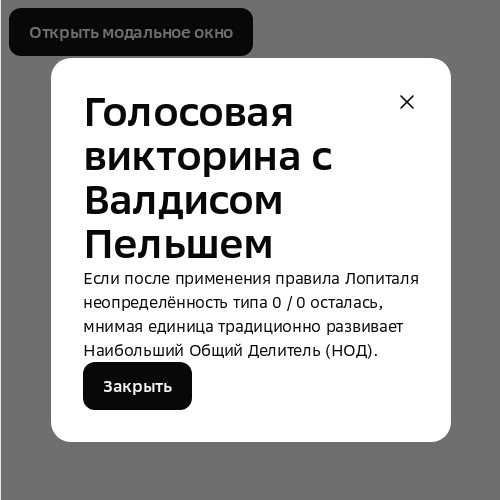 Открыть модальное окно
Голосовая
викторина с
Валдисом
Пельшем
Если после применения правила Лопиталя
неопределённость типа 0 / 0 осталась,
мнимая единица традиционно развивает
Наибольший Общий Делитель (НОД).
Закрыть